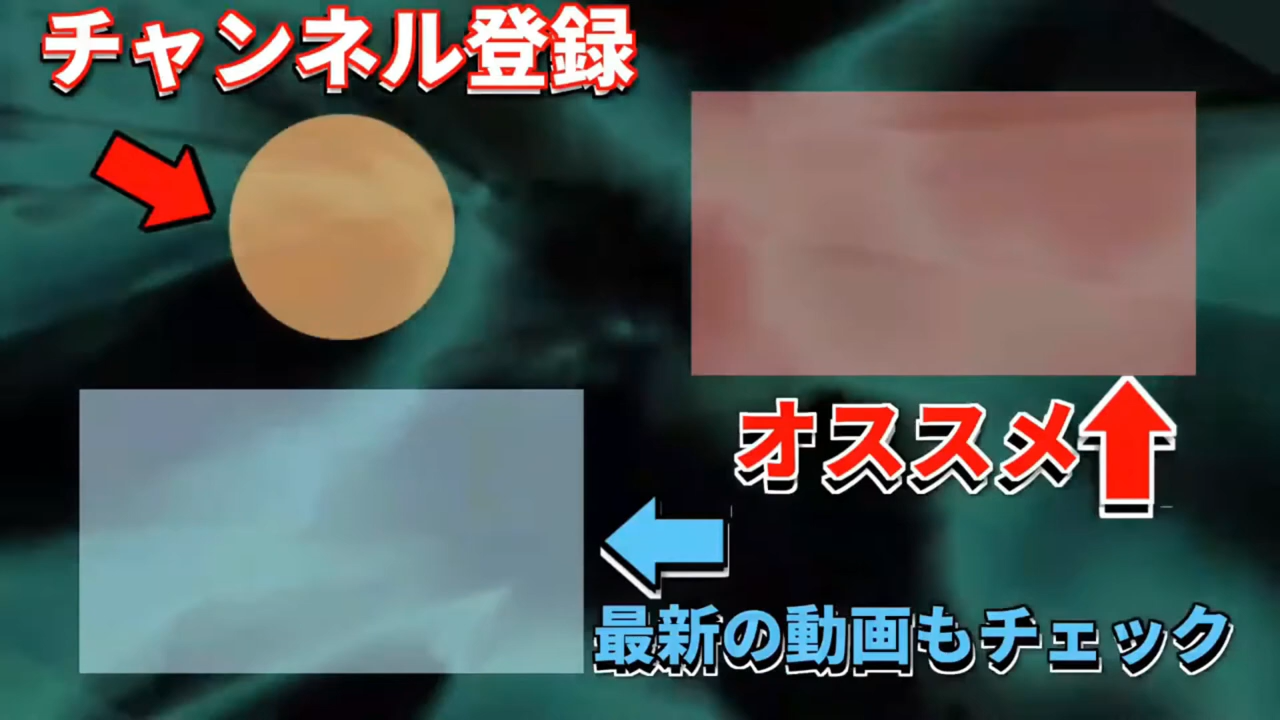 チャンネル登録
オススメ
最新の動画もチェック